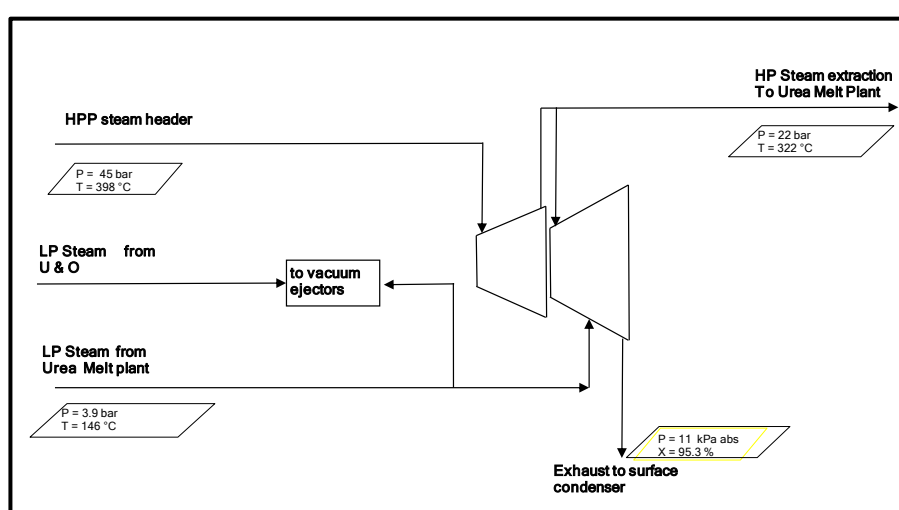 HP Steam extraction
To Urea Melt Plant
HPP steam header
P = 22 bar
T = 322 °C
P = 45 bar
T = 398 °C
LP Steam from
U & O
to vacuum
ejectors
LP Steam from
Urea Melt plant
P = 3.9 bar
T = 146 °C
P = 11 kPa abs
X = 95.3 %
Exhaust to surface
condenser